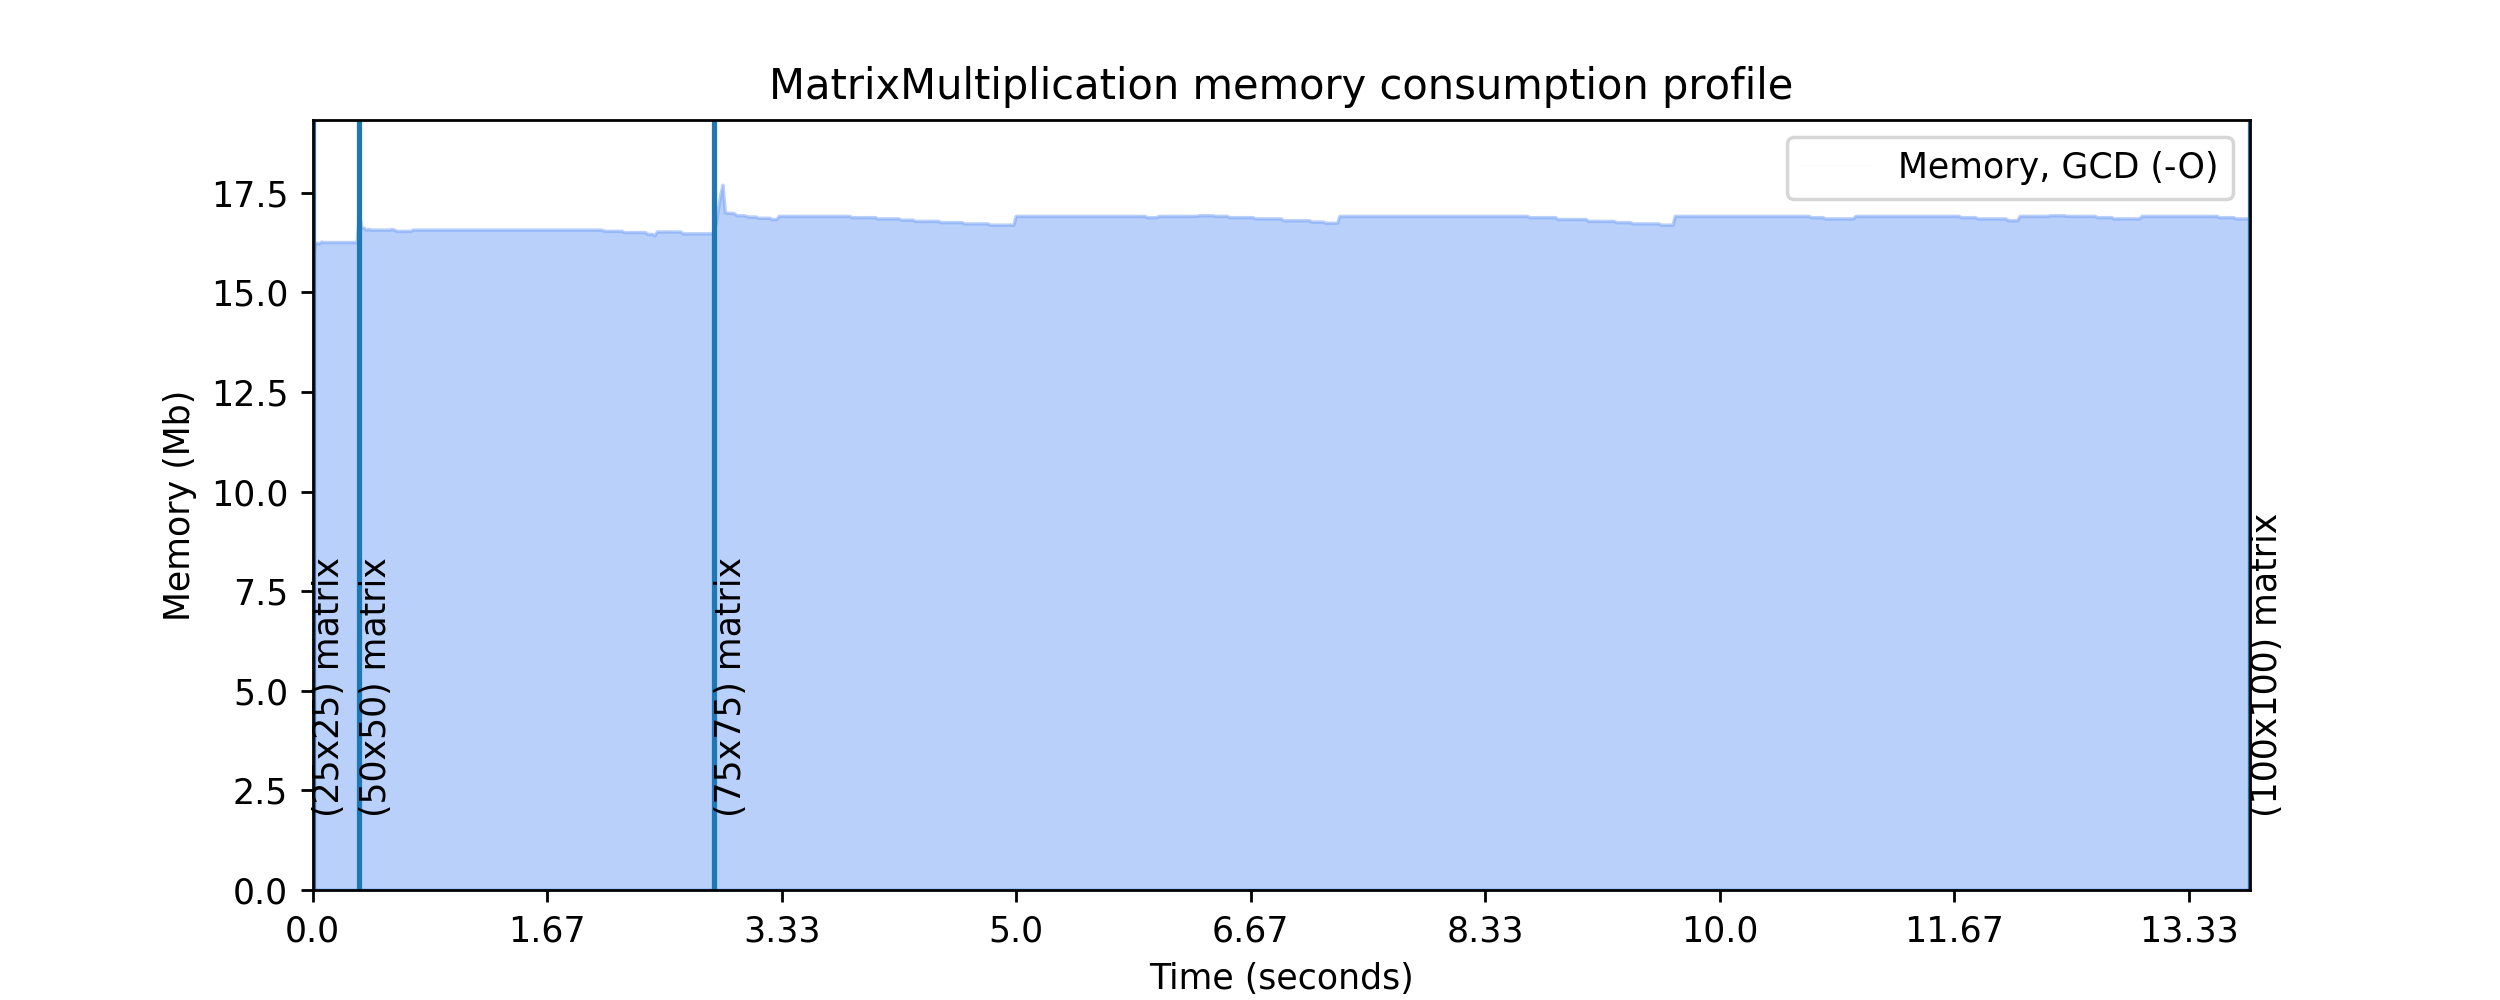 MatrixMultiplication memory consumption profile
Memory, GCD (-O)
Memory (Mb)
17.5
15.0
12.5
10.0
7.5
5.0
2.5
0.0
(25x25) matrix
(50x50) matrix
(75x75) matrix
(100x100) matrix
0.0 1.67 3.33 5.0 6.67 8.33 10.0 11.67 13.33
Time (seconds)